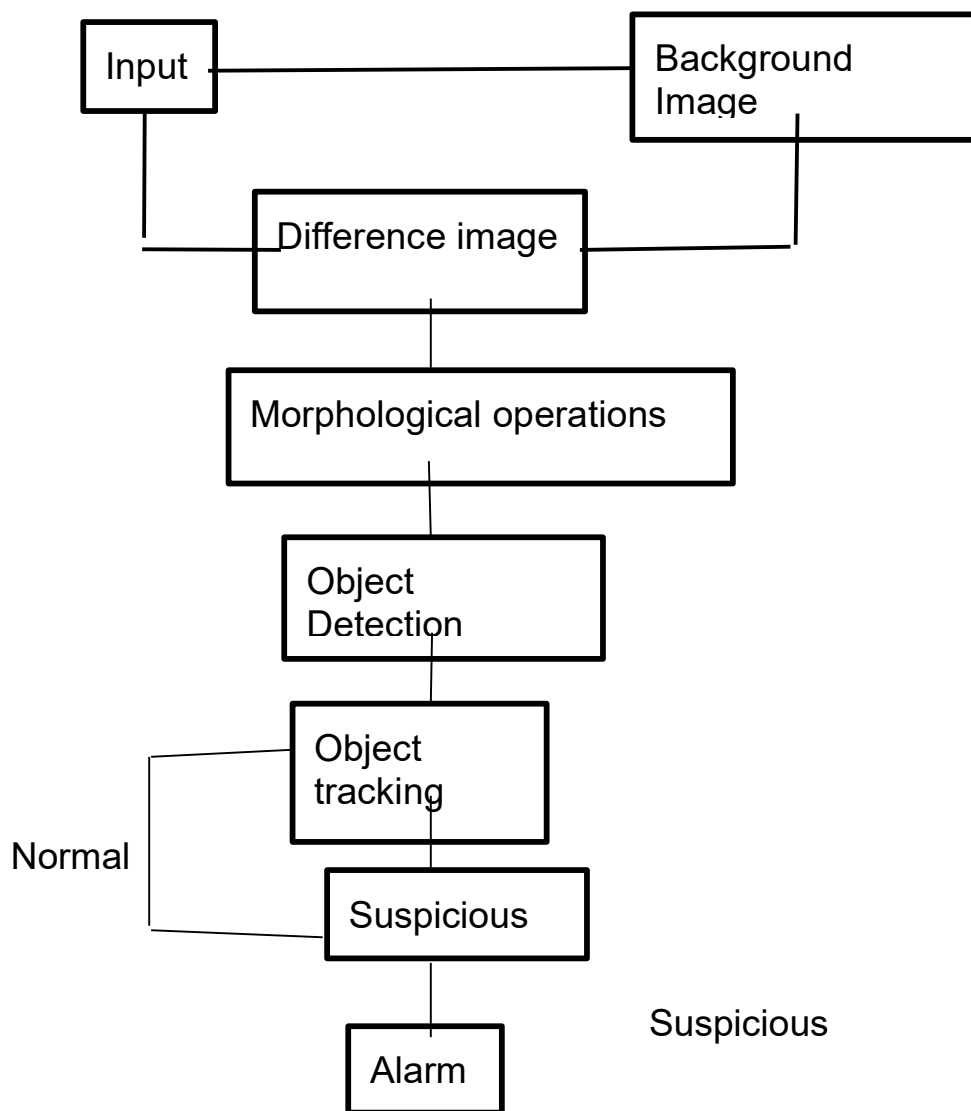 Input
Background
Image
Difference image
Morphological operations
Object
Detection
Object
tracking
Normal
Suspicious
Suspicious
Alarm